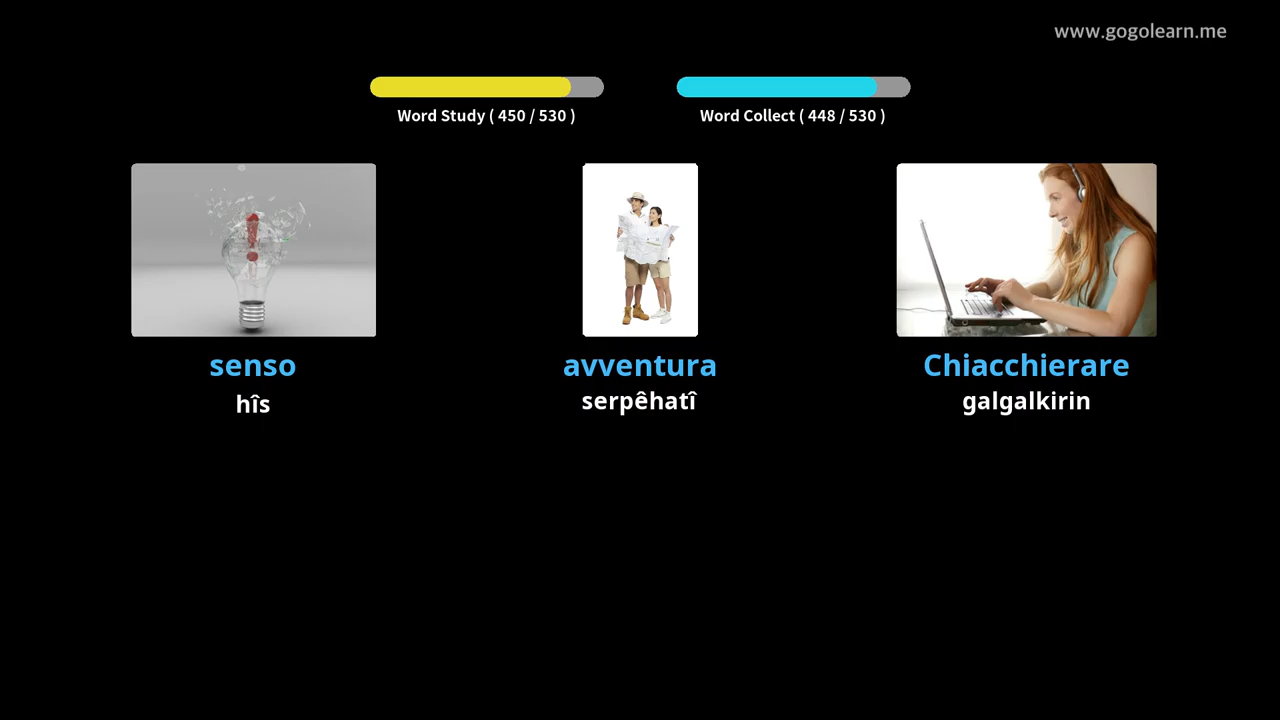 www.gogolearn.me
Word Study ( 450 / 530 )
Word Collect ( 448 / 530 )
senso
hîs
avventura
serpêhatî
Chiacchierare
galgalkirin